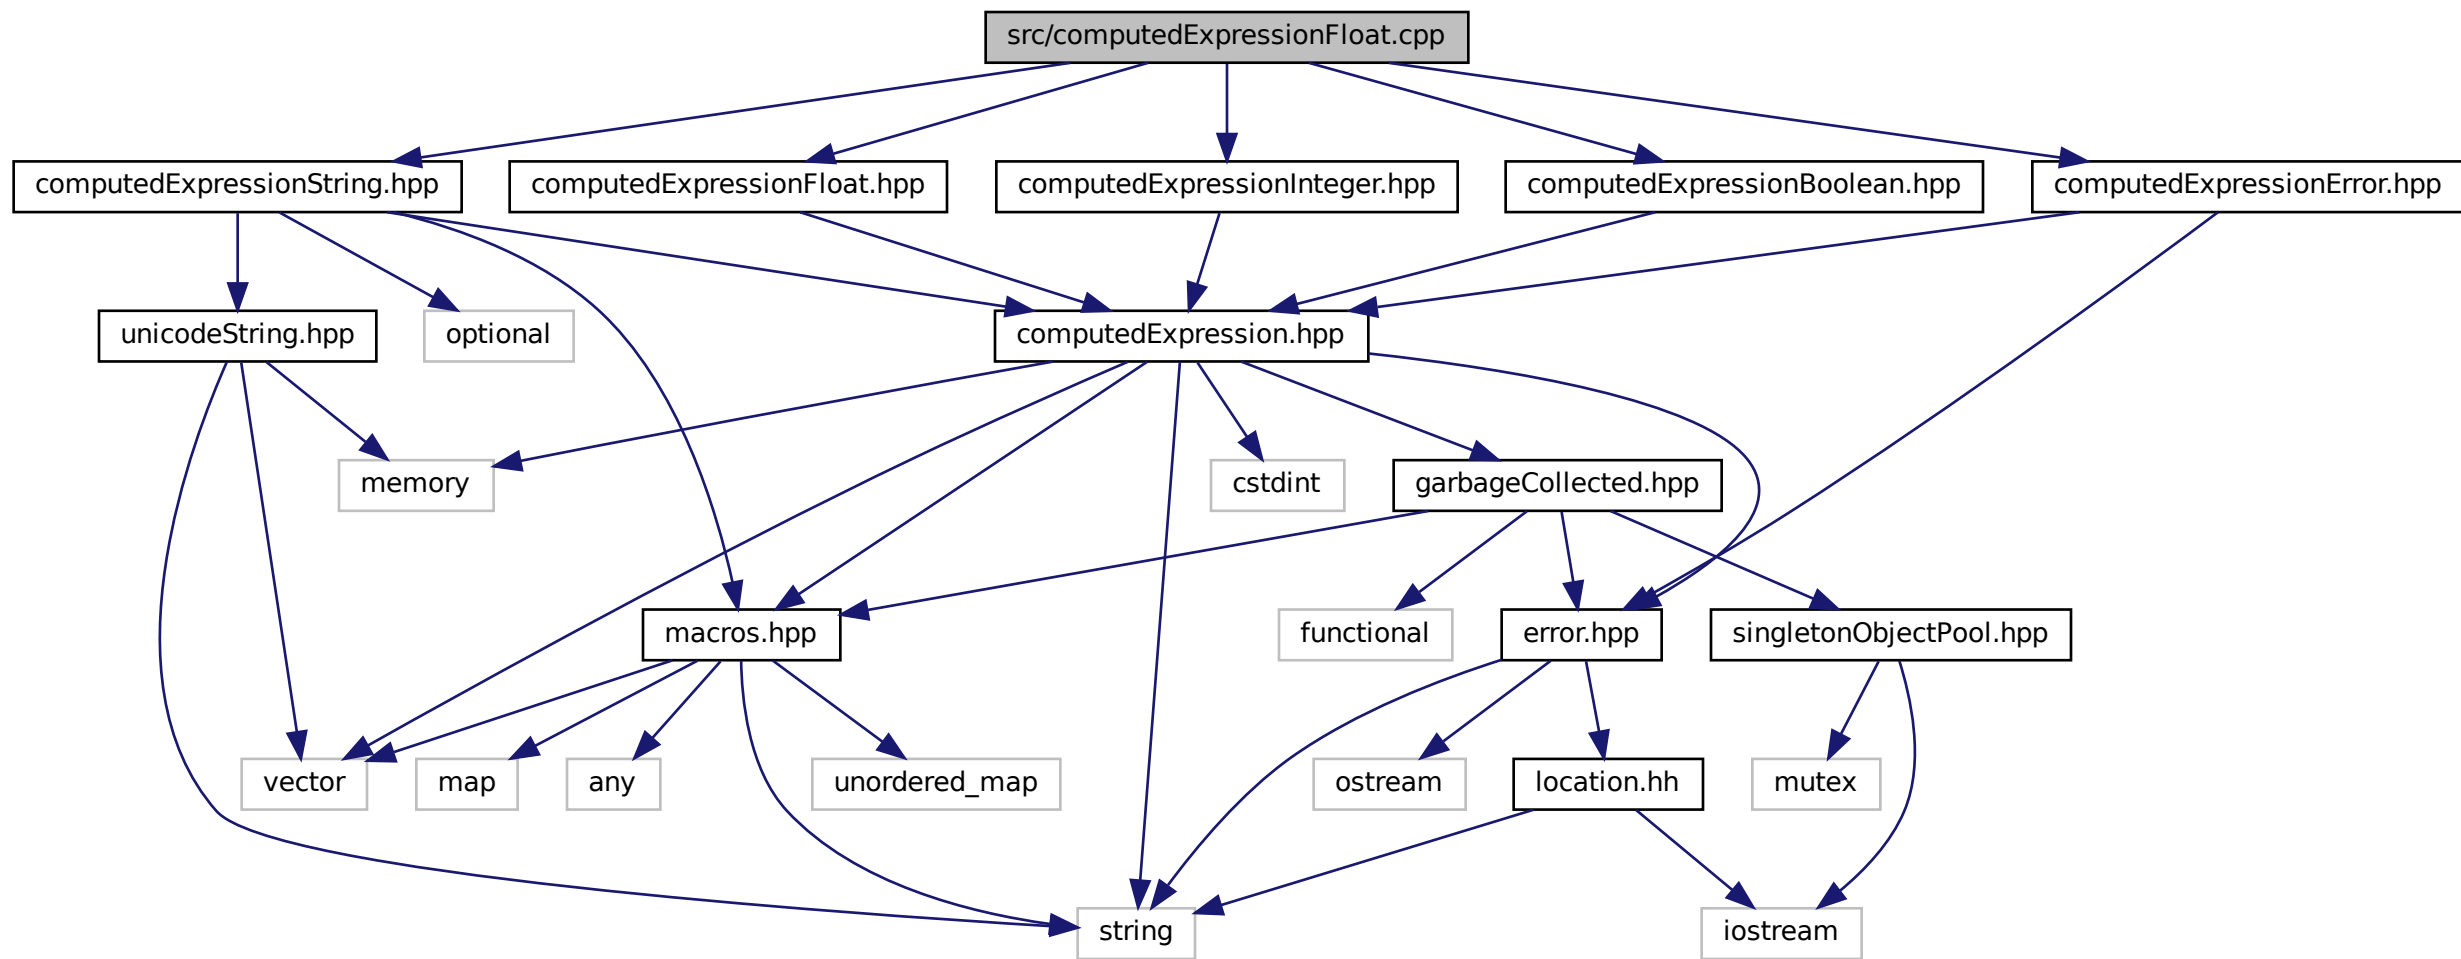 src/computedExpressionFloat.cpp
computedExpressionString.hpp
computedExpressionFloat.hpp
computedExpressionInteger.hpp
computedExpressionBoolean.hpp
computedExpressionError.hpp
unicodeString.hpp
optional
computedExpression.hpp
memory
cstdint
garbageCollected.hpp
macros.hpp
functional
error.hpp
singletonObjectPool.hpp
vector
map
any
unordered_map
ostream
location.hh
mutex
string
iostream